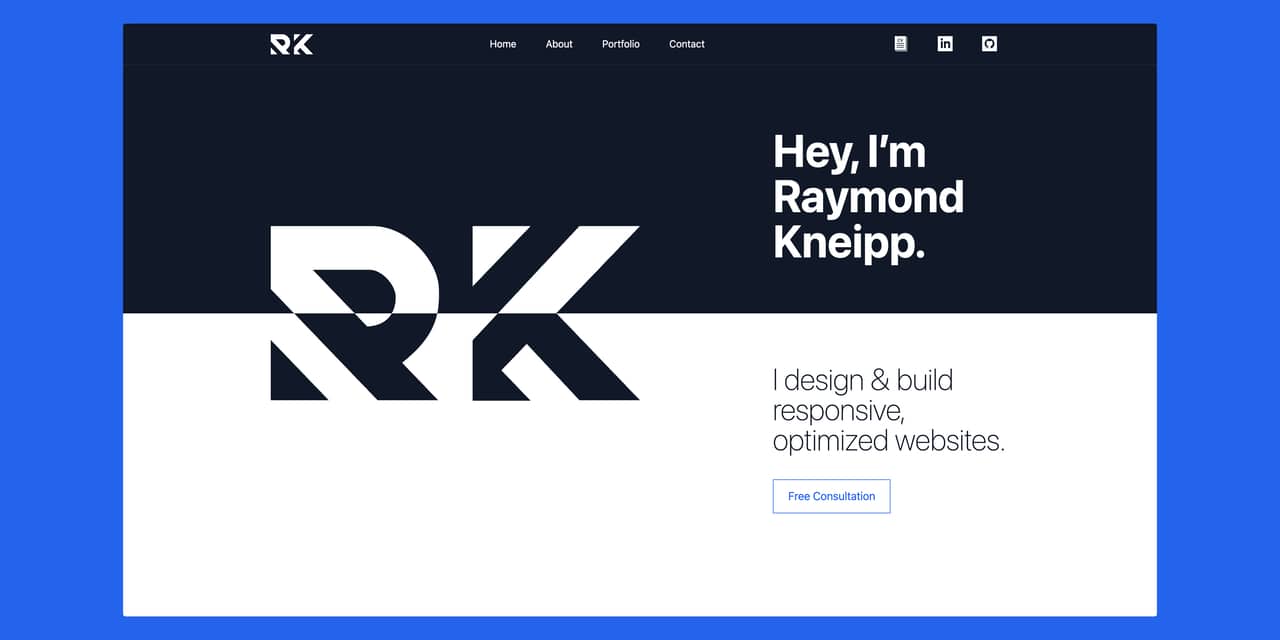 RK
Home About Portfolio Contact
Hey, I’m
Raymond
Kneipp.
RK
I design & build
responsive,
optimized websites.
Free Consultation